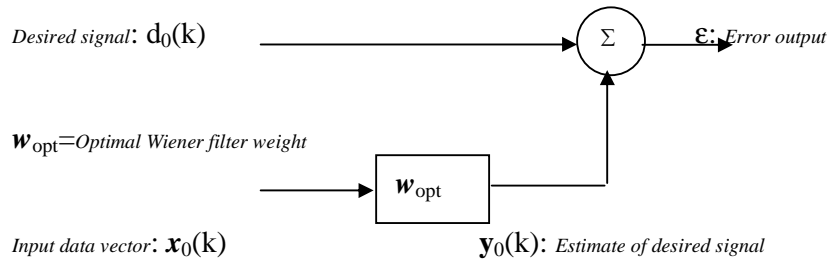 Desired signal: d₀(k)
Σ
ε: Error output
𝒘opt=Optimal Wiener filter weight
𝒘opt
Input data vector: 𝒙₀(k)
y₀(k): Estimate of desired signal